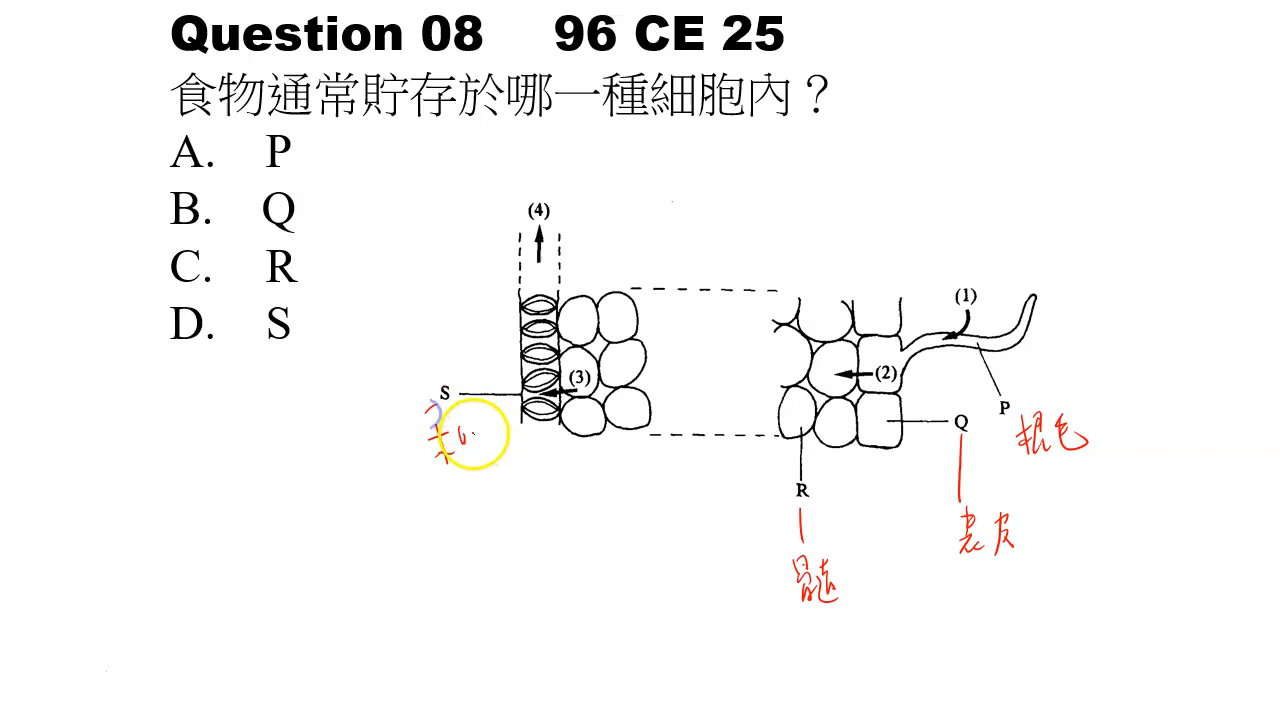 Question 08 96 CE 25
食物通常貯存於哪一種細胞內？
A. P
B. Q
C. R
D. S
(4)
(1)
(3)
(2)
S
P
Q
根毛
R
表皮
髓